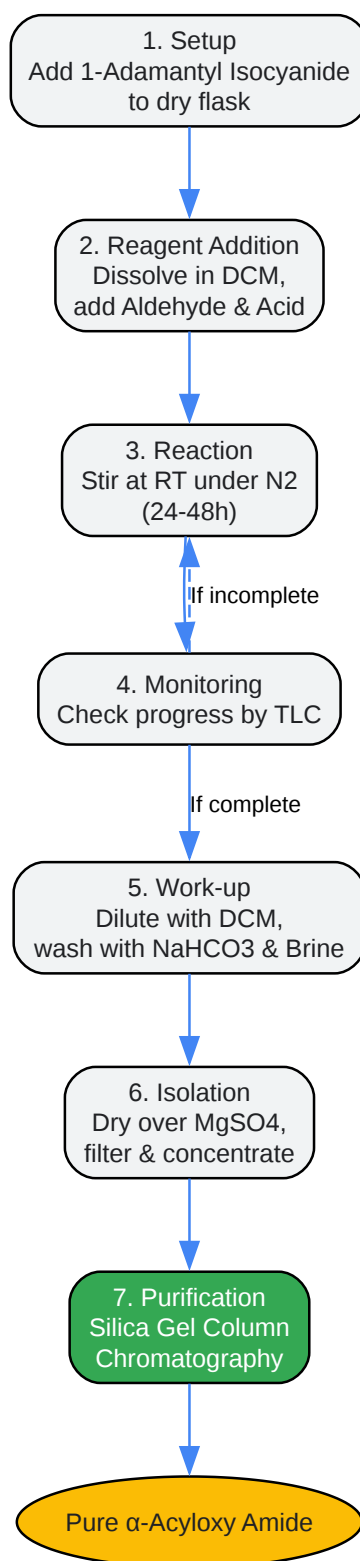 1. Setup
Add 1-Adamantyl Isocyanide
to dry flask
2. Reagent Addition
Dissolve in DCM,
add Aldehyde & Acid
3. Reaction
Stir at RT under N2
(24-48h)
If incomplete
4. Monitoring
Check progress by TLC
If complete
5. Work-up
Dilute with DCM,
wash with NaHCO3 & Brine
6. Isolation
Dry over MgSO4,
filter & concentrate
7. Purification
Silica Gel Column
Chromatography
Pure α-Acyloxy Amide